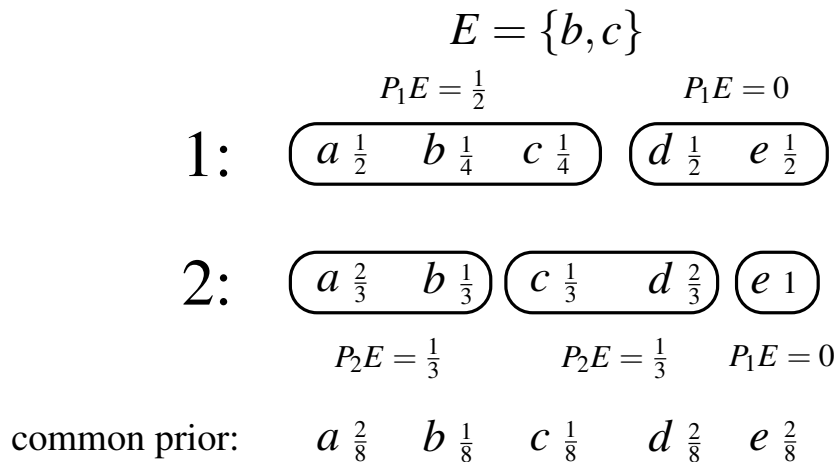 E = {b, c}
P₁E = 1/2 P₁E = 0
1: a 1/2 b 1/4 c 1/4 d 1/2 e 1/2
2: a 2/3 b 1/3 c 1/3 d 2/3 e 1
P₂E = 1/3 P₂E = 1/3 P₁E = 0
common prior: a 2/8 b 1/8 c 1/8 d 2/8 e 2/8